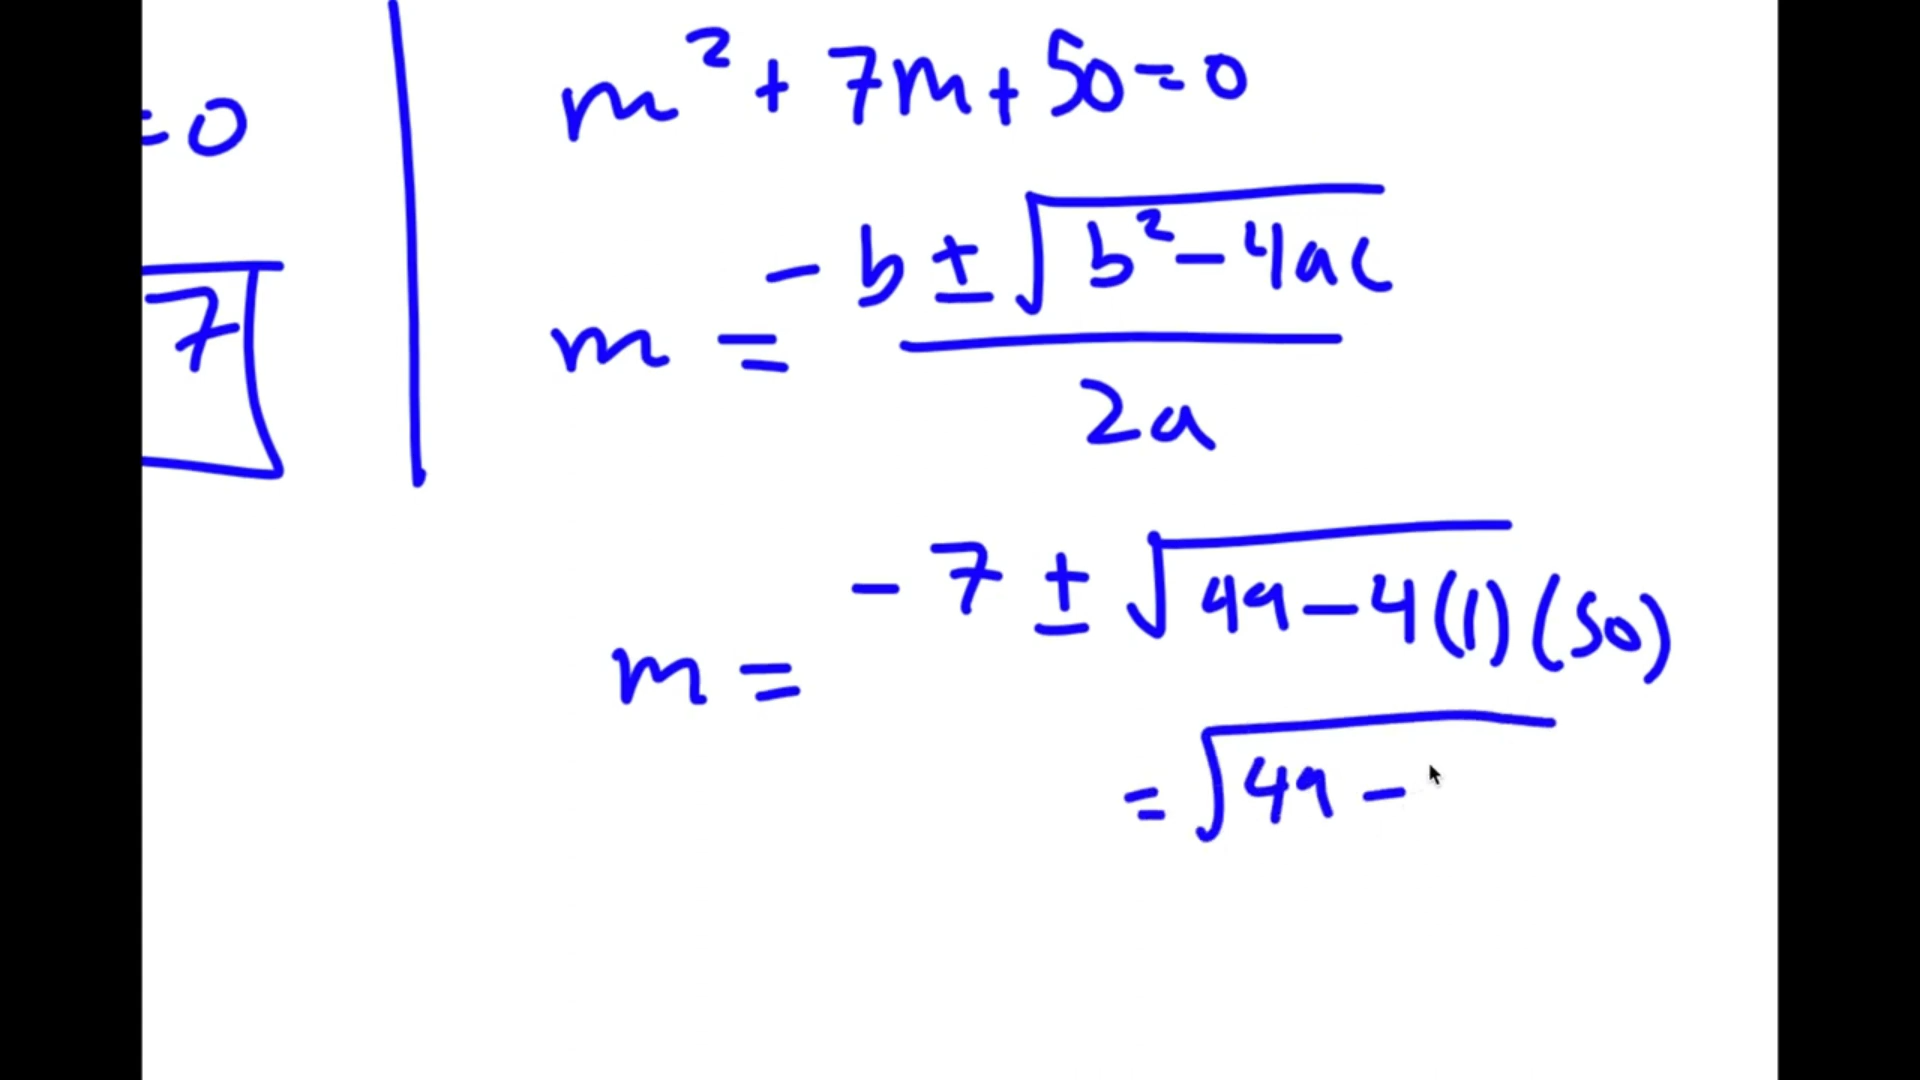 = 0
7
m² + 7m + 50 = 0
m = -b ± √(b² - 4ac) / 2a
m = -7 ± √(49 - 4(1)(50)
= √(49 -